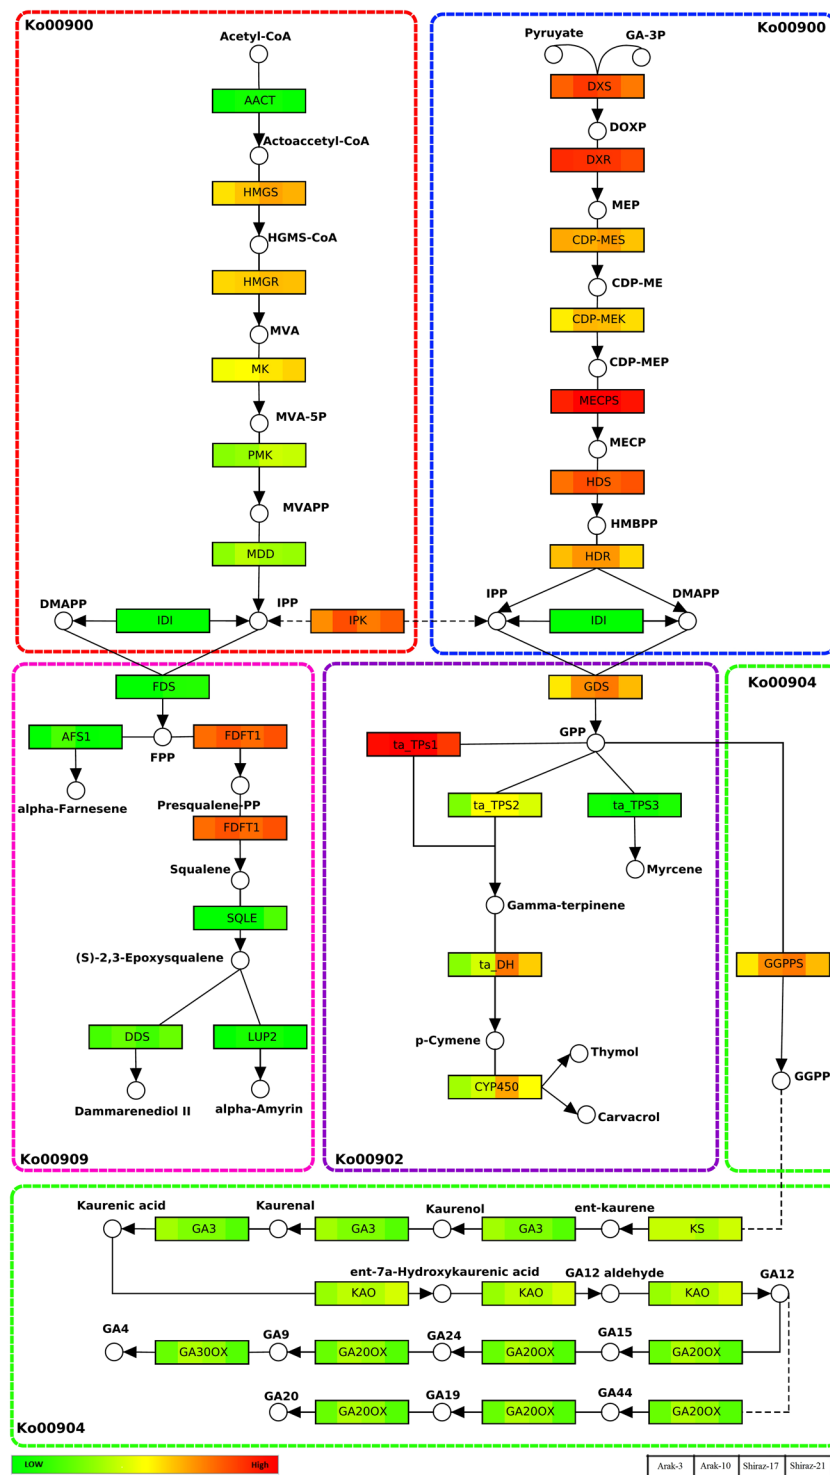 Ko00900
Acetyl-CoA
AACT
Actoaccetyl-CoA
HMGS
HGMS-CoA
HMGR
MVA
MK
MVA-5P
PMK
MVAPP
MDD
DMAPP
IDI
IPP
IPK
Ko00900
Pyruyate
GA-3P
DXS
DOXP
DXR
MEP
CDP-MES
CDP-ME
CDP-MEK
CDP-MEP
MECPS
MECP
HDS
HMBPP
HDR
IPP
IDI
DMAPP
FDS
AFS1
FPP
FDFT1
alpha-Farnesene
Presqualene-PP
FDFT1
Squalene
SQLE
(S)-2,3-Epoxysqualene
DDS
LUP2
Dammarenediol II
alpha-Amyrin
Ko00909
GDS
ta_TPs1
GPP
ta_TPS2
ta_TPS3
Myrcene
Gamma-terpinene
ta_DH
p-Cymene
CYP450
Thymol
Carvacrol
Ko00902
Ko00904
GGPPS
GGPP
Kaurenic acid
GA3
Kaurenal
GA3
Kaurenol
GA3
ent-kaurene
KS
KAO
ent-7a-Hydroxykaurenic acid
KAO
GA12 aldehyde
KAO
GA12
GA4
GA30OX
GA9
GA20OX
GA24
GA20OX
GA15
GA20OX
GA20
GA20OX
GA19
GA20OX
GA44
GA20OX
Ko00904
LOW
High
Arak-3 Arak-10 Shiraz-17 Shiraz-21